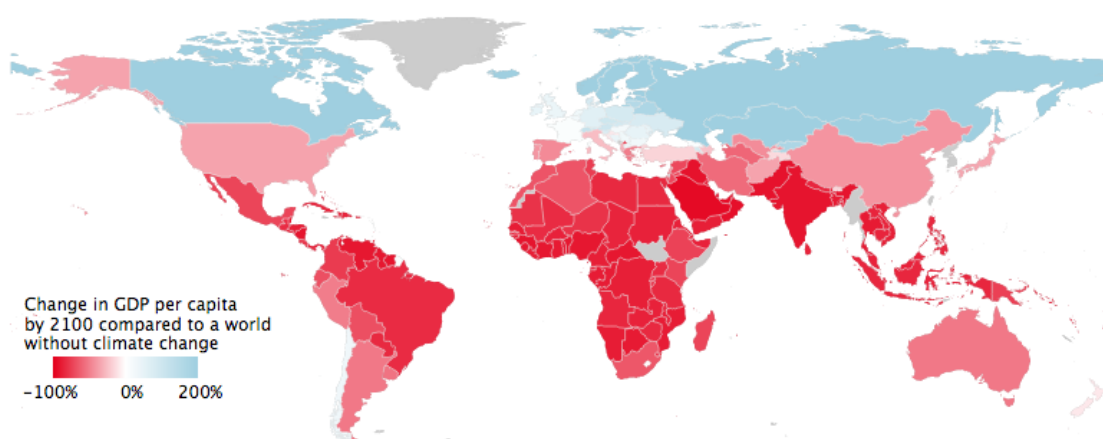 Change in GDP per capita
by 2100 compared to a world
without climate change
−100% 0% 200%